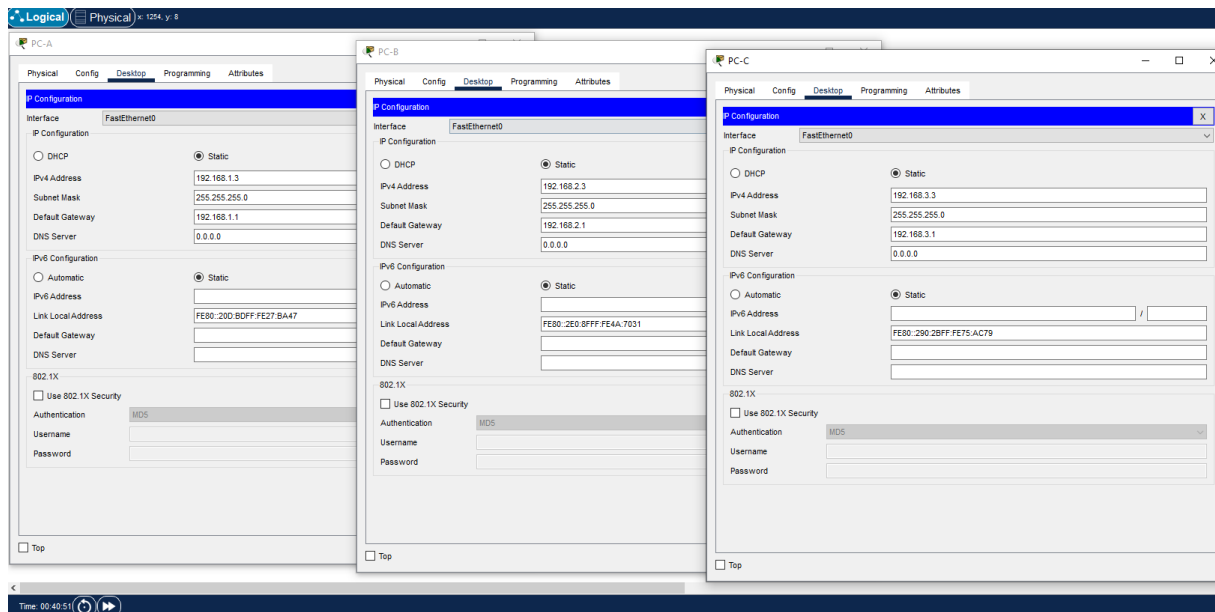 Logical Physical x: 1254, y: 8
PC-A
Physical Config Desktop Programming Attributes
IP Configuration
Interface FastEthernet0
IP Configuration
DHCP Static
IPv4 Address 192.168.1.3
Subnet Mask 255.255.255.0
Default Gateway 192.168.1.1
DNS Server 0.0.0.0
IPv6 Configuration
Automatic Static
IPv6 Address
Link Local Address FE80::20D:BDFF:FE27:BA47
Default Gateway
DNS Server
802.1X
Use 802.1X Security
Authentication MD5
Username
Password
Top
PC-B
Physical Config Desktop Programming Attributes
IP Configuration
Interface FastEthernet0
IP Configuration
DHCP Static
IPv4 Address 192.168.2.3
Subnet Mask 255.255.255.0
Default Gateway 192.168.2.1
DNS Server 0.0.0.0
IPv6 Configuration
Automatic Static
IPv6 Address
Link Local Address FE80::2E0:8FFF:FE4A:7031
Default Gateway
DNS Server
802.1X
Use 802.1X Security
Authentication MD5
Username
Password
Top
PC-C
Physical Config Desktop Programming Attributes
IP Configuration X
Interface FastEthernet0
IP Configuration
DHCP Static
IPv4 Address 192.168.3.3
Subnet Mask 255.255.255.0
Default Gateway 192.168.3.1
DNS Server 0.0.0.0
IPv6 Configuration
Automatic Static
IPv6 Address /
Link Local Address FE80::290:2BFF:FE75:AC79
Default Gateway
DNS Server
802.1X
Use 802.1X Security
Authentication MD5
Username
Password
Top
Time: 00:40:51